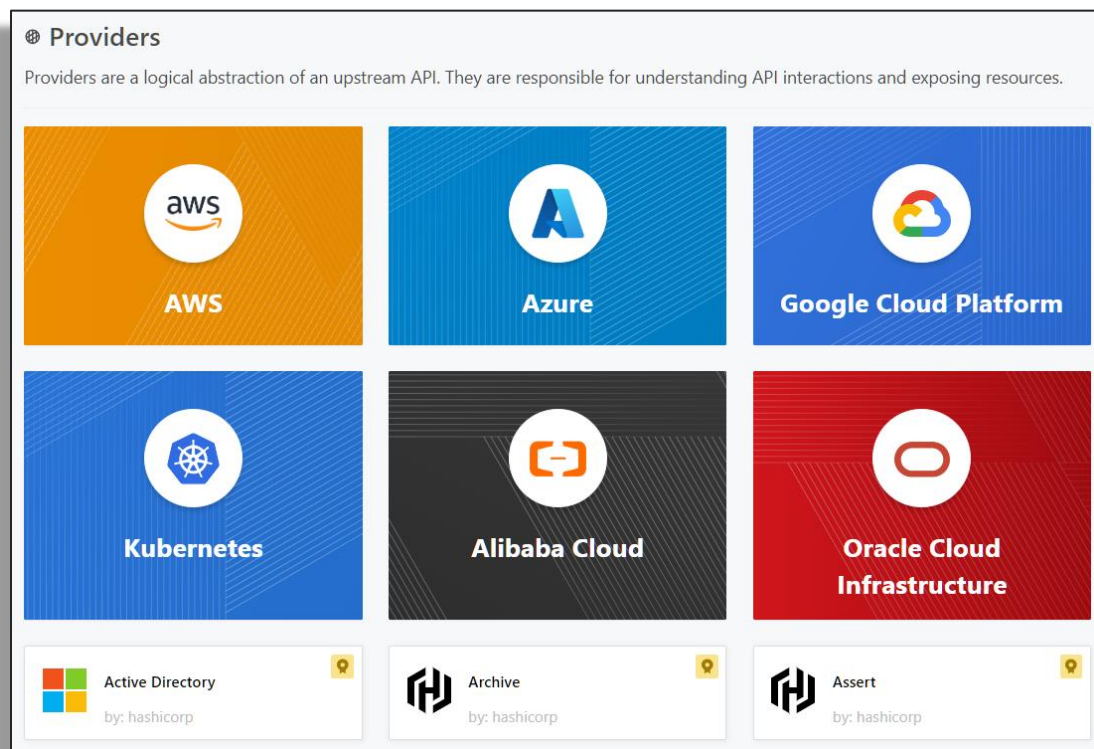 Providers
Providers are a logical abstraction of an upstream API. They are responsible for understanding API interactions and exposing resources.
aws
AWS
Azure
Google Cloud Platform
Kubernetes
Alibaba Cloud
Oracle Cloud
Infrastructure
Active Directory
by: hashicorp
Archive
by: hashicorp
Assert
by: hashicorp